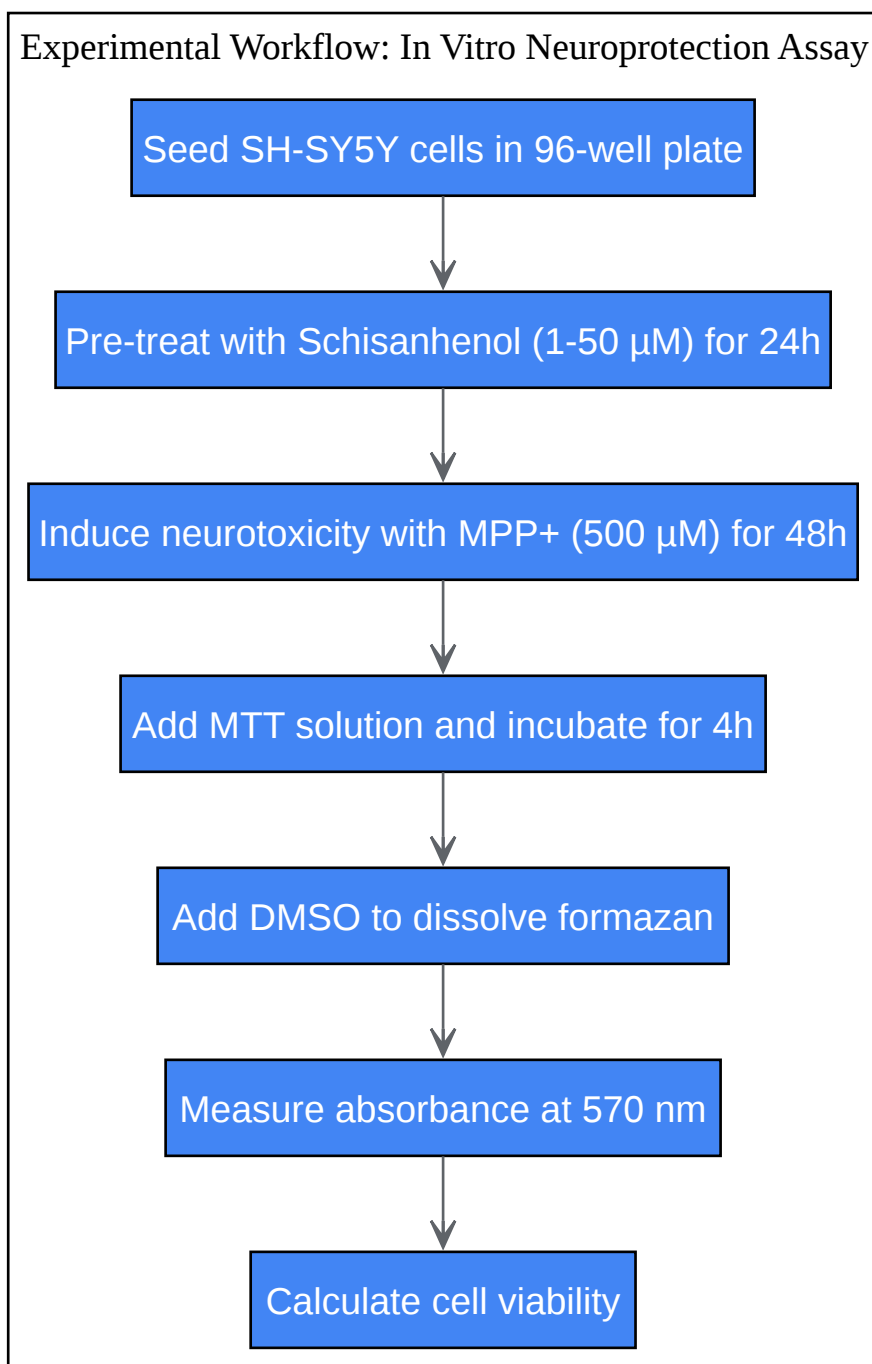 Experimental Workflow: In Vitro Neuroprotection Assay
Seed SH-SY5Y cells in 96-well plate
Pre-treat with Schisanhenol (1-50 µM) for 24h
Induce neurotoxicity with MPP+ (500 µM) for 48h
Add MTT solution and incubate for 4h
Add DMSO to dissolve formazan
Measure absorbance at 570 nm
Calculate cell viability